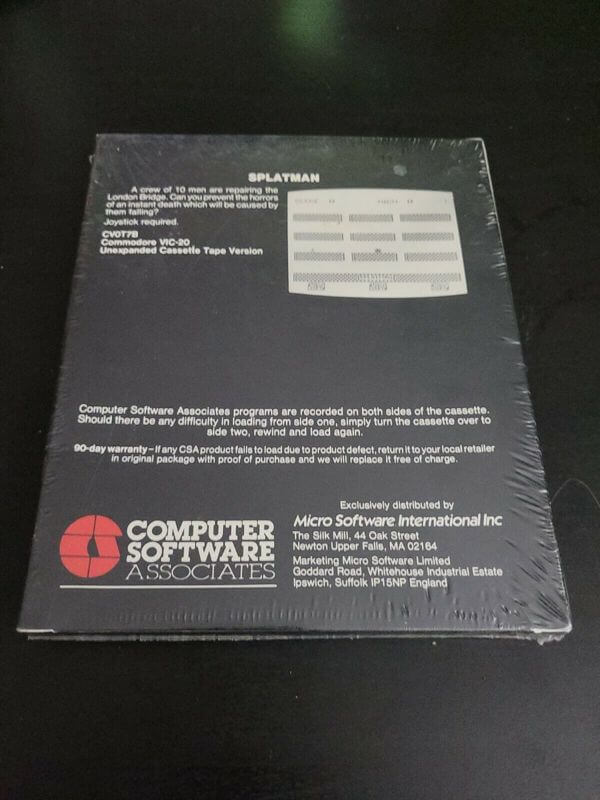 SPLATMAN
A crew of 10 men are repairing the
London Bridge. Can you prevent the horrors
of an instant death which will be caused by
them falling?
Joystick required.
CVOT7B
Commodore VIC-20
Unexpanded Cassette Tape Version
SCORE 0 HIGH 0
Computer Software Associates programs are recorded on both sides of the cassette.
Should there be any difficulty in loading from side one, simply turn the cassette over to
side two, rewind and load again.
90-day warranty – If any CSA product fails to load due to product defect, return it to your local retailer
in original package with proof of purchase and we will replace it free of charge.
COMPUTER
SOFTWARE
ASSOCIATES
Exclusively distributed by
Micro Software International Inc
The Silk Mill, 44 Oak Street
Newton Upper Falls, MA 02164
Marketing Micro Software Limited
Goddard Road, Whitehouse Industrial Estate
Ipswich, Suffolk IP15NP England